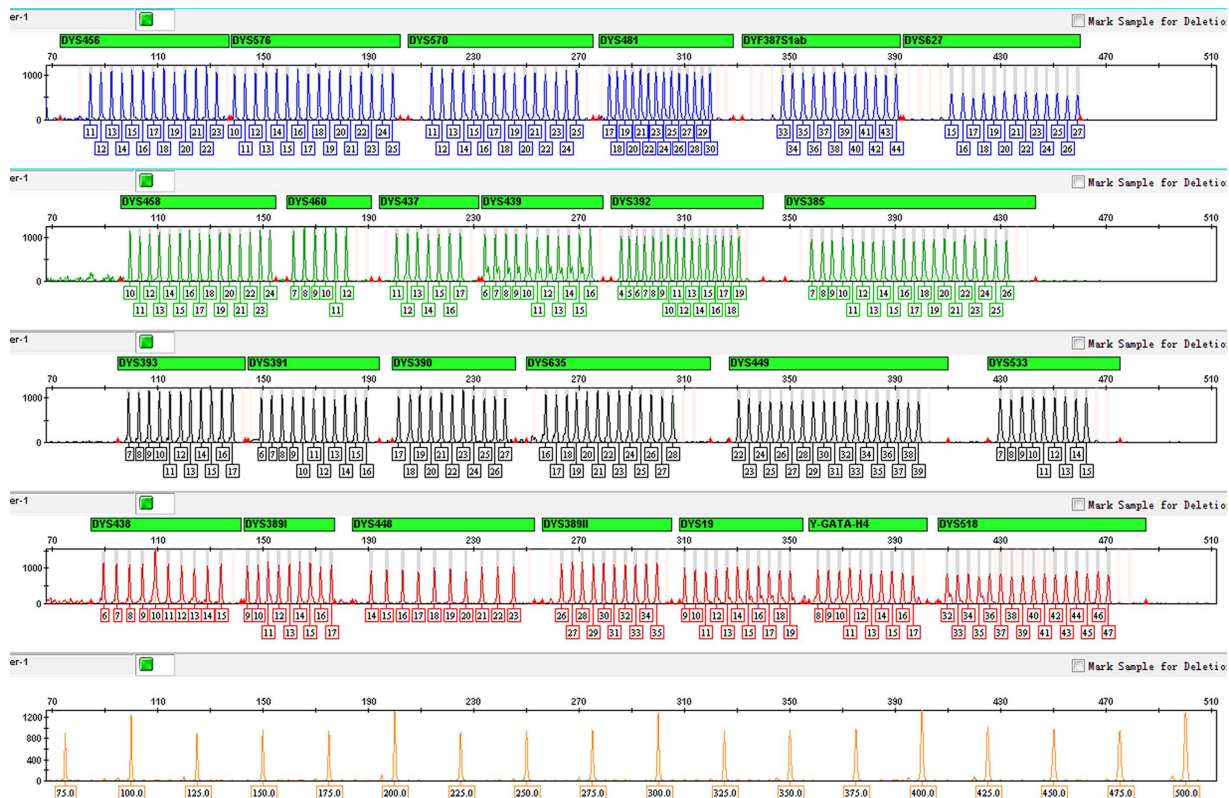 er-1 Mark Sample for Deletio
DYS456 DYS576 DYS570 DYS481 DYF387S1ab DYS627
70 110 150 190 230 270 310 350 390 430 470 510
1000
0
11 13 15 17 19 21 23 10 12 14 16 18 20 22 24 11 13 15 17 19 21 23 25 17 19 21 23 25 27 29 33 35 37 39 41 43 15 17 19 21 23 25 27
12 14 16 18 20 22 11 13 15 17 19 21 23 25 12 14 16 18 20 22 24 18 20 22 24 26 28 30 34 36 38 40 42 44 16 18 20 22 24 26
er-1 Mark Sample for Deletio
DYS458 DYS460 DYS437 DYS439 DYS392 DYS385
70 110 150 190 230 270 310 350 390 430 470 510
1000
0
10 12 14 16 18 20 22 24 7 8 9 10 12 11 13 15 17 6 7 8 9 10 12 14 16 4 5 6 7 8 9 11 13 15 17 19 7 8 9 10 12 14 16 18 20 22 24 26
11 13 15 17 19 21 23 11 12 14 16 11 13 15 10 12 14 16 18 11 13 15 17 19 21 23 25
er-1 Mark Sample for Deletio
DYS393 DYS391 DYS390 DYS635 DYS449 DYS533
70 110 150 190 230 270 310 350 390 430 470 510
1000
0
7 8 9 10 12 14 16 6 7 8 9 11 13 15 17 19 21 23 25 27 16 18 20 22 24 26 28 22 24 26 28 30 32 34 36 38 7 8 9 10 12 14
11 13 15 17 10 12 14 16 18 20 22 24 26 17 19 21 23 25 27 23 25 27 29 31 33 35 37 39 11 13 15
er-1 Mark Sample for Deletio
DYS438 DYS389I DYS448 DYS389II DYS19 Y-GATA-H4 DYS518
70 110 150 190 230 270 310 350 390 430 470 510
1000
0
6 7 8 9 10 11 12 13 14 15 9 10 12 14 16 14 15 16 17 18 19 20 21 22 23 26 28 30 32 34 9 10 12 14 16 18 8 9 10 12 14 16 32 34 36 38 40 42 44 46
11 13 15 17 27 29 31 33 35 11 13 15 17 19 11 13 15 17 33 35 37 39 41 43 45 47
er-1 Mark Sample for Deletio
70 110 150 190 230 270 310 350 390 430 470 510
1200
800
400
0
75.0 100.0 125.0 150.0 175.0 200.0 225.0 250.0 275.0 300.0 325.0 350.0 375.0 400.0 425.0 450.0 475.0 500.0